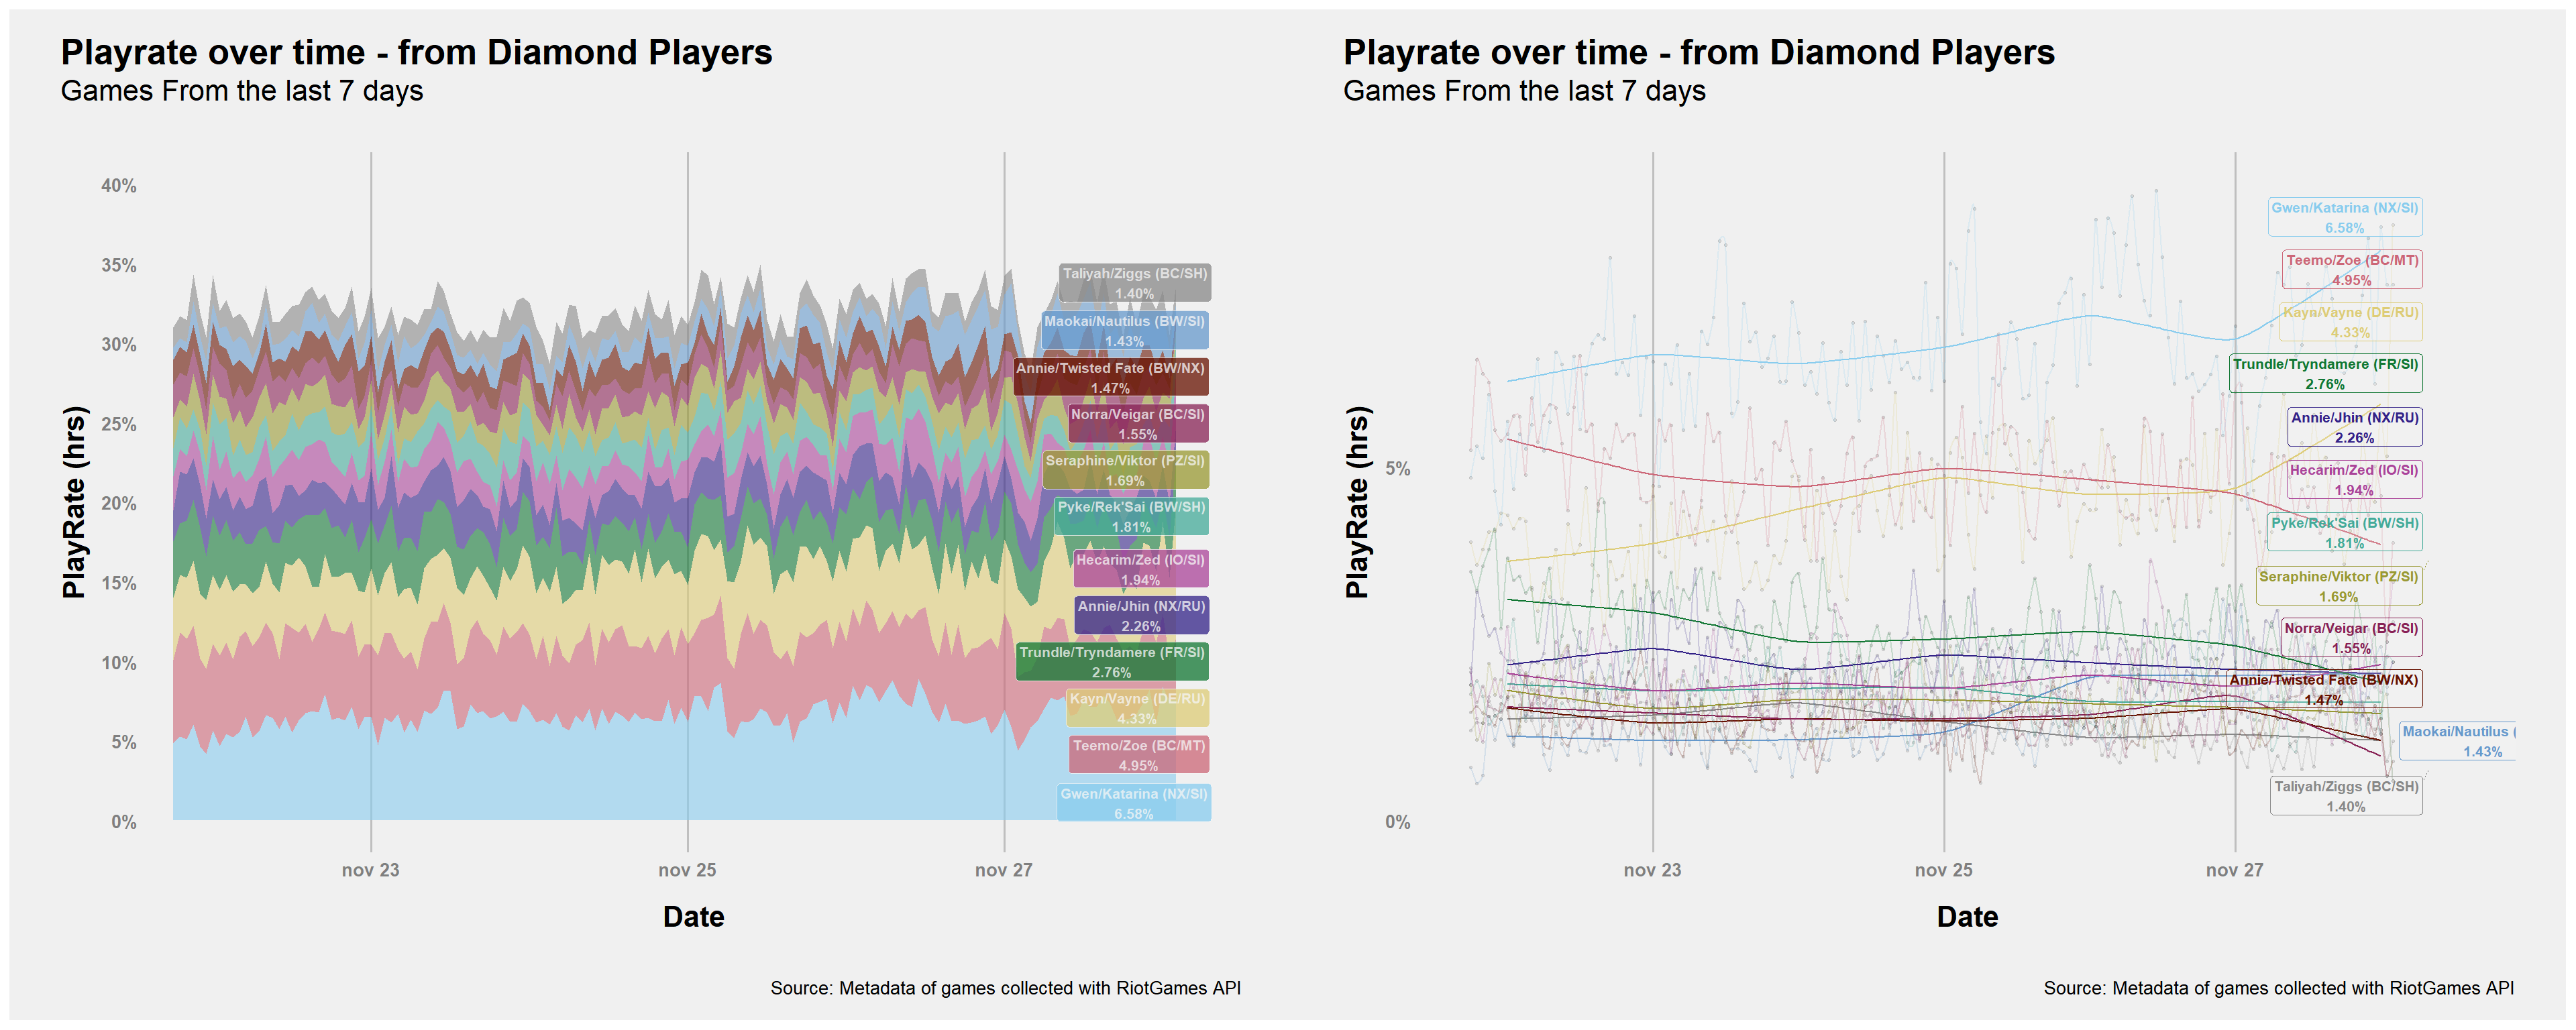 Playrate over time - from Diamond Players
Games From the last 7 days
PlayRate (hrs)
40%
35%
30%
25%
20%
15%
10%
5%
0%
Taliyah/Ziggs (BC/SH)
1.40%
Maokai/Nautilus (BW/SI)
1.43%
Annie/Twisted Fate (BW/NX)
1.47%
Norra/Veigar (BC/SI)
1.55%
Seraphine/Viktor (PZ/SI)
1.69%
Pyke/Rek'Sai (BW/SH)
1.81%
Hecarim/Zed (IO/SI)
1.94%
Annie/Jhin (NX/RU)
2.26%
Trundle/Tryndamere (FR/SI)
2.76%
Kayn/Vayne (DE/RU)
4.33%
Teemo/Zoe (BC/MT)
4.95%
Gwen/Katarina (NX/SI)
6.58%
nov 23
nov 25
nov 27
Date
Source: Metadata of games collected with RiotGames API
Playrate over time - from Diamond Players
Games From the last 7 days
PlayRate (hrs)
5%
0%
Gwen/Katarina (NX/SI)
6.58%
Teemo/Zoe (BC/MT)
4.95%
Kayn/Vayne (DE/RU)
4.33%
Trundle/Tryndamere (FR/SI)
2.76%
Annie/Jhin (NX/RU)
2.26%
Hecarim/Zed (IO/SI)
1.94%
Pyke/Rek'Sai (BW/SH)
1.81%
Seraphine/Viktor (PZ/SI)
1.69%
Norra/Veigar (BC/SI)
1.55%
Annie/Twisted Fate (BW/NX)
1.47%
Maokai/Nautilus (
1.43%
Taliyah/Ziggs (BC/SH)
1.40%
nov 23
nov 25
nov 27
Date
Source: Metadata of games collected with RiotGames API